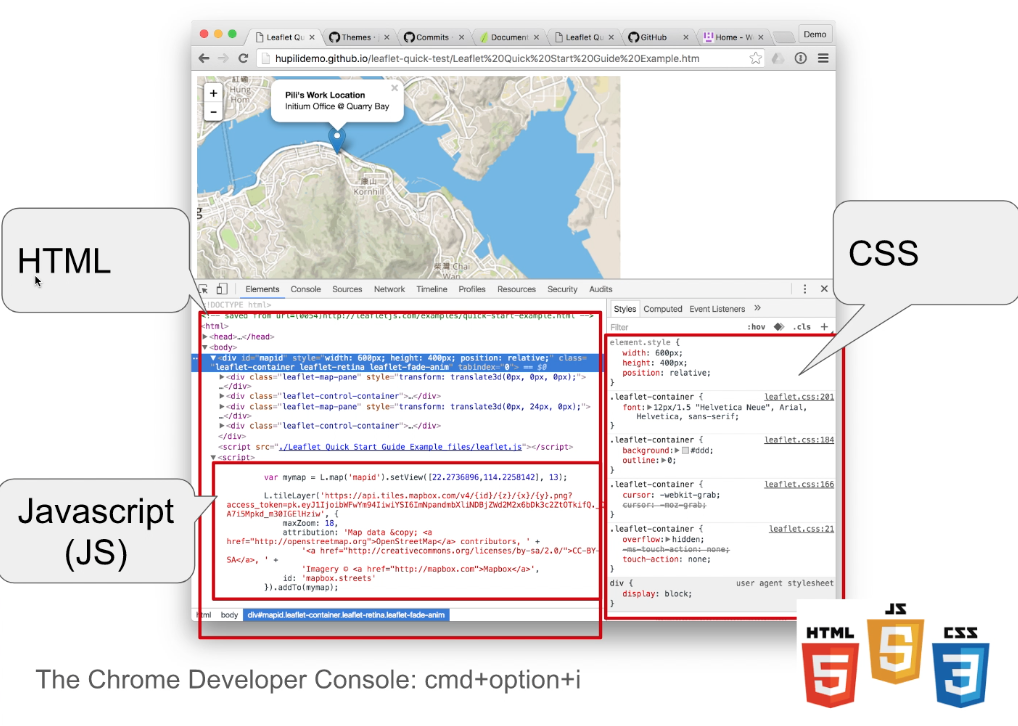 Leaflet Qu
Themes ·
Commits ·
Document
Leaflet Qu
GitHub
Home - W
Demo
hupilidemo.github.io/leaflet-quick-test/Leaflet%20Quick%20Start%20Guide%20Example.htm
+
-
紅磡
Hung
Hom
Pili's Work Location
Initium Office @ Quarry Bay
康山
Kornhill
柴灣
Chai
Wan
HTML
CSS
Javascript
(JS)
Elements Console Sources Network Timeline Profiles Resources Security Audits
<!DOCTYPE html>
<!-- saved from url=(0054)http://leafletjs.com/examples/quick-start-example.html -->
<html>
▶<head>…</head>
▼<body>
▼<div id="mapid" style="width: 600px; height: 400px; position: relative;" class=
"leaflet-container leaflet-retina leaflet-fade-anim" tabindex="0"> == $0
▶<div class="leaflet-map-pane" style="transform: translate3d(0px, 0px, 0px);">
…</div>
▶<div class="leaflet-control-container">…</div>
▶<div class="leaflet-map-pane" style="transform: translate3d(0px, 24px, 0px);">
…</div>
▶<div class="leaflet-control-container">…</div>
</div>
<script src="./Leaflet Quick Start Guide Example_files/leaflet.js"></script>
▼<script>
var mymap = L.map('mapid').setView([22.2736896,114.2258142], 13);
L.tileLayer('https://api.tiles.mapbox.com/v4/{id}/{z}/{x}/{y}.png?
maxZoom: 18,
attribution: 'Map data &copy; <a
href="http://openstreetmap.org">OpenStreetMap</a> contributors, ' +
'<a href="http://creativecommons.org/licenses/by-sa/2.0/">CC-BY-
SA</a>, ' +
'Imagery © <a href="http://mapbox.com">Mapbox</a>',
id: 'mapbox.streets'
}).addTo(mymap);
html body div#mapid.leaflet-container.leaflet-retina.leaflet-fade-anim
Styles Computed Event Listeners »
Filter :hov .cls +
element.style {
width: 600px;
height: 400px;
position: relative;
}
.leaflet-container { leaflet.css:201
font:▶12px/1.5 "Helvetica Neue", Arial,
Helvetica, sans-serif;
}
.leaflet-container { leaflet.css:184
background:▶#ddd;
outline:▶0;
}
.leaflet-container { leaflet.css:166
cursor: -webkit-grab;
cursor: -moz-grab;
}
.leaflet-container { leaflet.css:21
overflow:▶hidden;
-ms-touch-action: none;
touch-action: none;
}
div { user agent stylesheet
display: block;
}
The Chrome Developer Console: cmd+option+i
HTML
5
JS
5
CSS
3